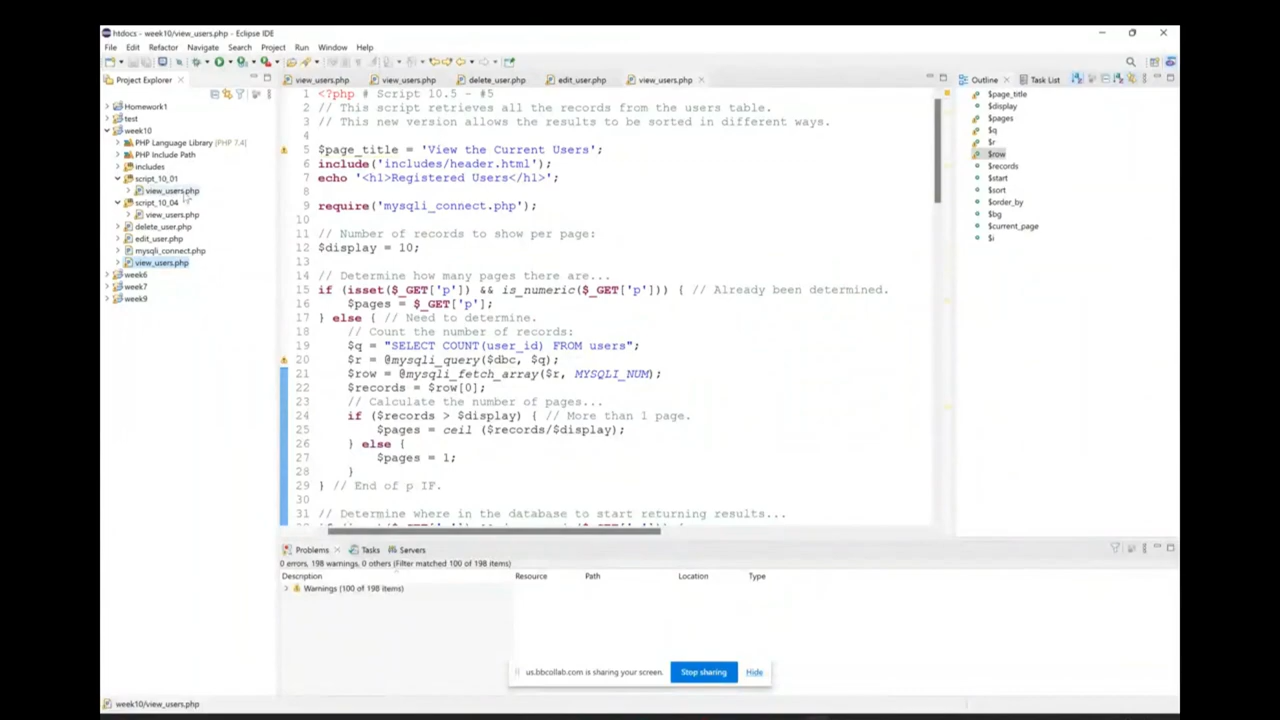 htdocs - week10/view_users.php - Eclipse IDE
File Edit Refactor Navigate Search Project Run Window Help
Project Explorer
view_users.php view_users.php delete_user.php edit_user.php view_users.php
Outline Task List
Homework1
test
week10
PHP Language Library [PHP 7.4]
PHP Include Path
includes
script_10_01
view_users.php
script_10_04
view_users.php
delete_user.php
edit_user.php
mysqli_connect.php
view_users.php
week6
week7
week9
1 <?php # Script 10.5 - #5
2 // This script retrieves all the records from the users table.
3 // This new version allows the results to be sorted in different ways.
4
5 $page_title = 'View the Current Users';
6 include('includes/header.html');
7 echo '<h1>Registered Users</h1>';
8
9 require('mysqli_connect.php');
10
11 // Number of records to show per page:
12 $display = 10;
13
14 // Determine how many pages there are...
15 if (isset($_GET['p']) && is_numeric($_GET['p'])) { // Already been determined.
16 $pages = $_GET['p'];
17 } else { // Need to determine.
18 // Count the number of records:
19 $q = "SELECT COUNT(user_id) FROM users";
20 $r = @mysqli_query($dbc, $q);
21 $row = @mysqli_fetch_array($r, MYSQLI_NUM);
22 $records = $row[0];
23 // Calculate the number of pages...
24 if ($records > $display) { // More than 1 page.
25 $pages = ceil ($records/$display);
26 } else {
27 $pages = 1;
28 }
29 } // End of p IF.
30
31 // Determine where in the database to start returning results...
$page_title
$display
$pages
$q
$r
$row
$records
$start
$sort
$order_by
$bg
$current_page
$i
Problems Tasks Servers
0 errors, 198 warnings, 0 others (Filter matched 100 of 198 items)
Description Resource Path Location Type
Warnings (100 of 198 items)
us.bbcollab.com is sharing your screen. Stop sharing Hide
week10/view_users.php